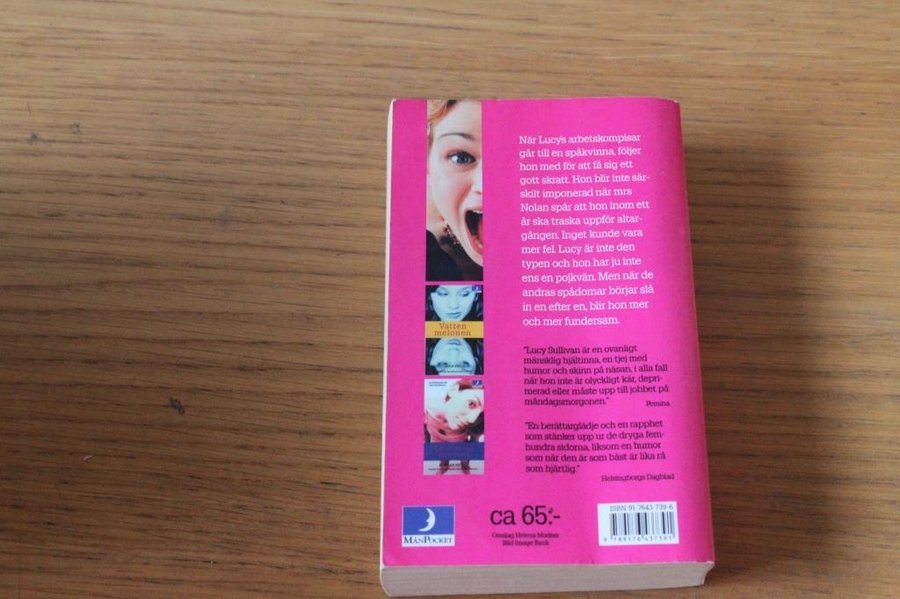 När Lucy's arbetskompisar
går till en spåkvinna, följer
hon med för att få sig ett
gott skratt. Hon blir inte sär-
skilt imponerad när mrs
Nolan spår att hon inom ett
år ska traska uppför altar-
gången. Inget kunde vara
mer fel. Lucy är inte den
typen och hon har ju inte
ens en pojkvän. Men när de
andras spådomar börjar slå
in en efter en, blir hon mer
och mer fundersam.
"Lucy Sullivan är en ovanligt
mänsklig hjältinna, en tjej med
humor och skinn på näsan, i alla fall
när hon inte är olyckligt kär, depri-
merad eller måste upp till jobbet på
måndagsmorgonen."
Femina
"En berättarglädje och en rapphet
som stänker upp ur de dryga fem-
hundra sidorna, liksom en humor
som när den är som bäst är lika rå
som hjärtlig."
Helsingborgs Dagblad
Vatten
melonen
MånPocket
ca 65:-
Omslag Helena Modéer
Bild Image Bank
ISBN 91-7643-739-6
9 789176 437391